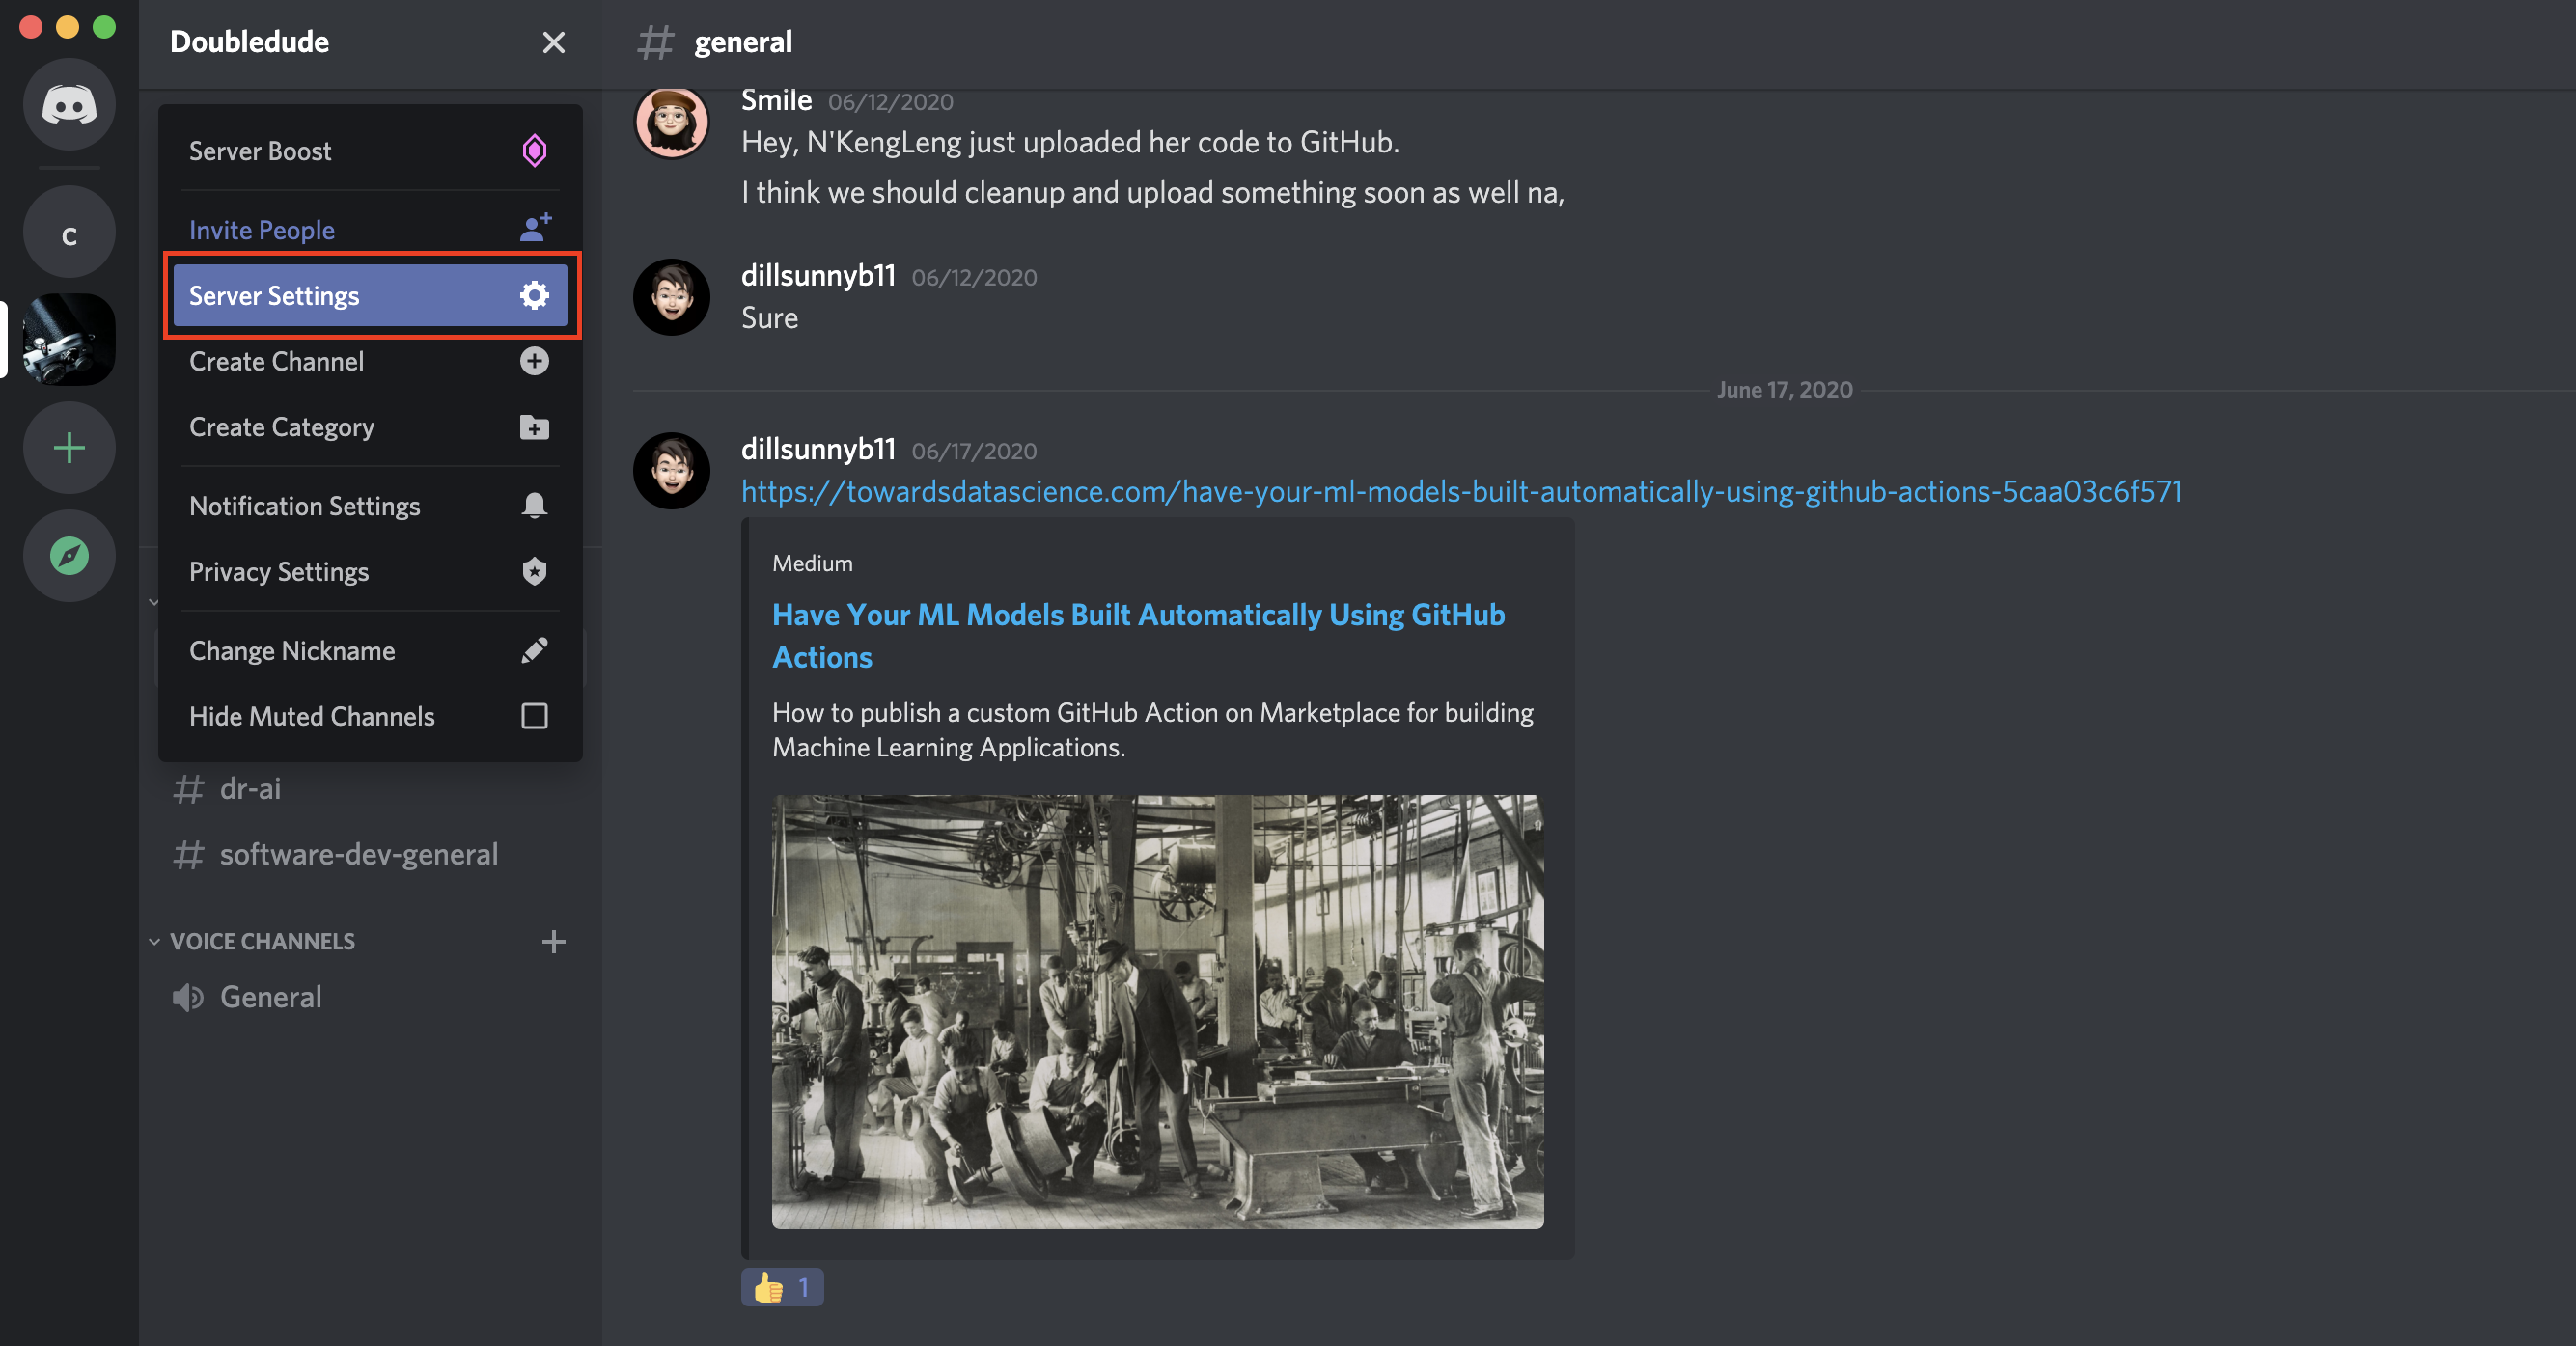 Doubledude
Server Boost
Invite People
Server Settings
Create Channel
Create Category
Notification Settings
Privacy Settings
Change Nickname
Hide Muted Channels
dr-ai
software-dev-general
VOICE CHANNELS
General
c
general
Smile 06/12/2020
Hey, N'KengLeng just uploaded her code to GitHub.
I think we should cleanup and upload something soon as well na,
dillsunnyb11 06/12/2020
Sure
June 17, 2020
dillsunnyb11 06/17/2020
https://towardsdatascience.com/have-your-ml-models-built-automatically-using-github-actions-5caa03c6f571
Medium
Have Your ML Models Built Automatically Using GitHub
Actions
How to publish a custom GitHub Action on Marketplace for building
Machine Learning Applications.
1